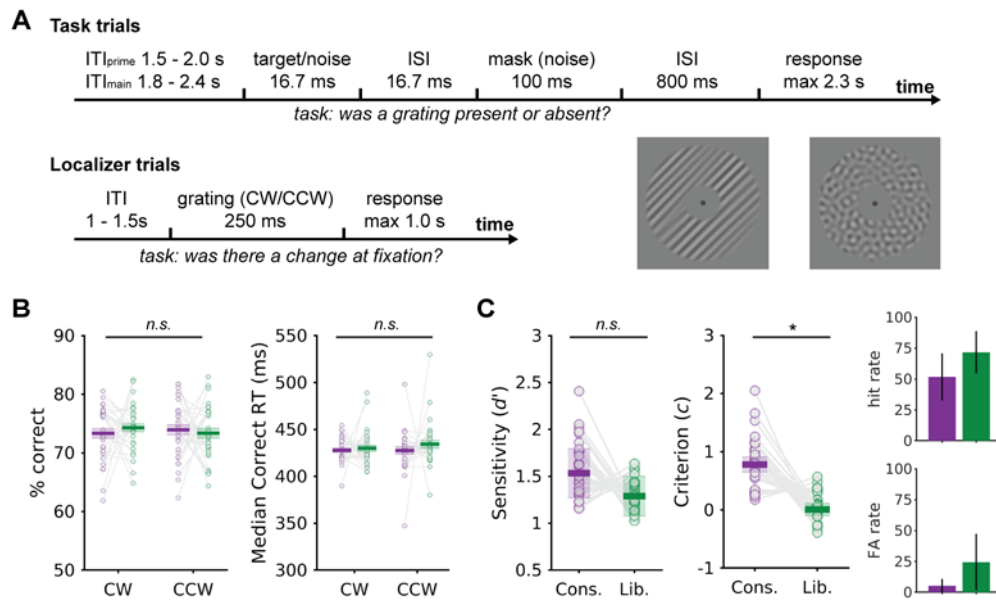 A
Task trials
ITIprime 1.5 - 2.0 s target/noise ISI mask (noise) ISI response
ITImain 1.8 - 2.4 s 16.7 ms 16.7 ms 100 ms 800 ms max 2.3 s time
task: was a grating present or absent?
Localizer trials
ITI grating (CW/CCW) response
1 - 1.5s 250 ms max 1.0 s time
task: was there a change at fixation?
B
n.s.
% correct
90
80
70
60
50
CW CCW
n.s.
Median Correct RT (ms)
550
500
450
400
350
300
CW CCW
C
n.s.
Sensitivity (d')
3
2.5
2
1.5
1
0.5
Cons. Lib.
*
Criterion (c)
3
2
1
0
-1
Cons. Lib.
hit rate
100
75
50
25
0
FA rate
100
75
50
25
0